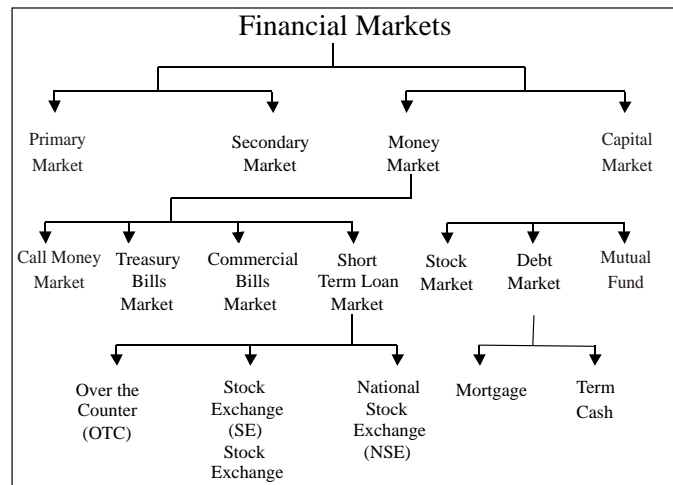 Financial Markets
Primary
Market
Secondary
Market
Money
Market
Capital
Market
Call Money
Market
Treasury
Bills
Market
Commercial
Bills
Market
Short
Term Loan
Market
Stock
Market
Debt
Market
Mutual
Fund
Over the
Counter
(OTC)
Stock
Exchange
(SE)
Stock
Exchange
National
Stock
Exchange
(NSE)
Mortgage
Term
Cash